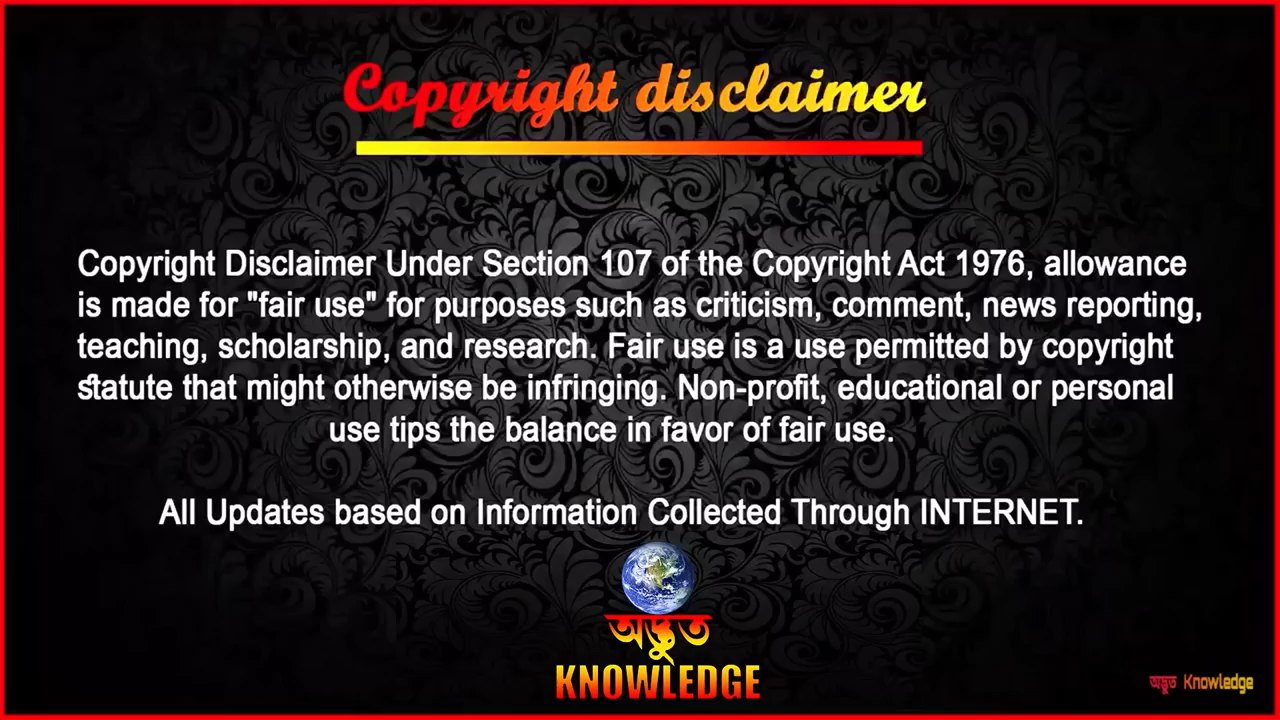 Copyright disclaimer
Copyright Disclaimer Under Section 107 of the Copyright Act 1976, allowance
is made for "fair use" for purposes such as criticism, comment, news reporting,
teaching, scholarship, and research. Fair use is a use permitted by copyright
statute that might otherwise be infringing. Non-profit, educational or personal
use tips the balance in favor of fair use.
All Updates based on Information Collected Through INTERNET.
অদ্ভুত
KNOWLEDGE
অদ্ভুত Knowledge